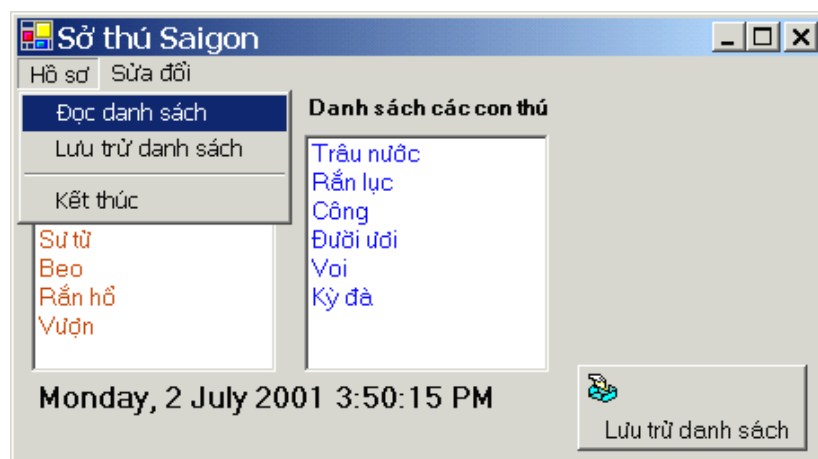 Sở thú Saigon
Hồ sơ Sửa đổi
Đọc danh sách
Lưu trử danh sách
Kết thúc
Sư tử
Beo
Rắn hổ
Vượn
Danh sách các con thú
Trâu nước
Rắn lục
Công
Đười ươi
Voi
Kỳ đà
Monday, 2 July 2001 3:50:15 PM
Lưu trử danh sách